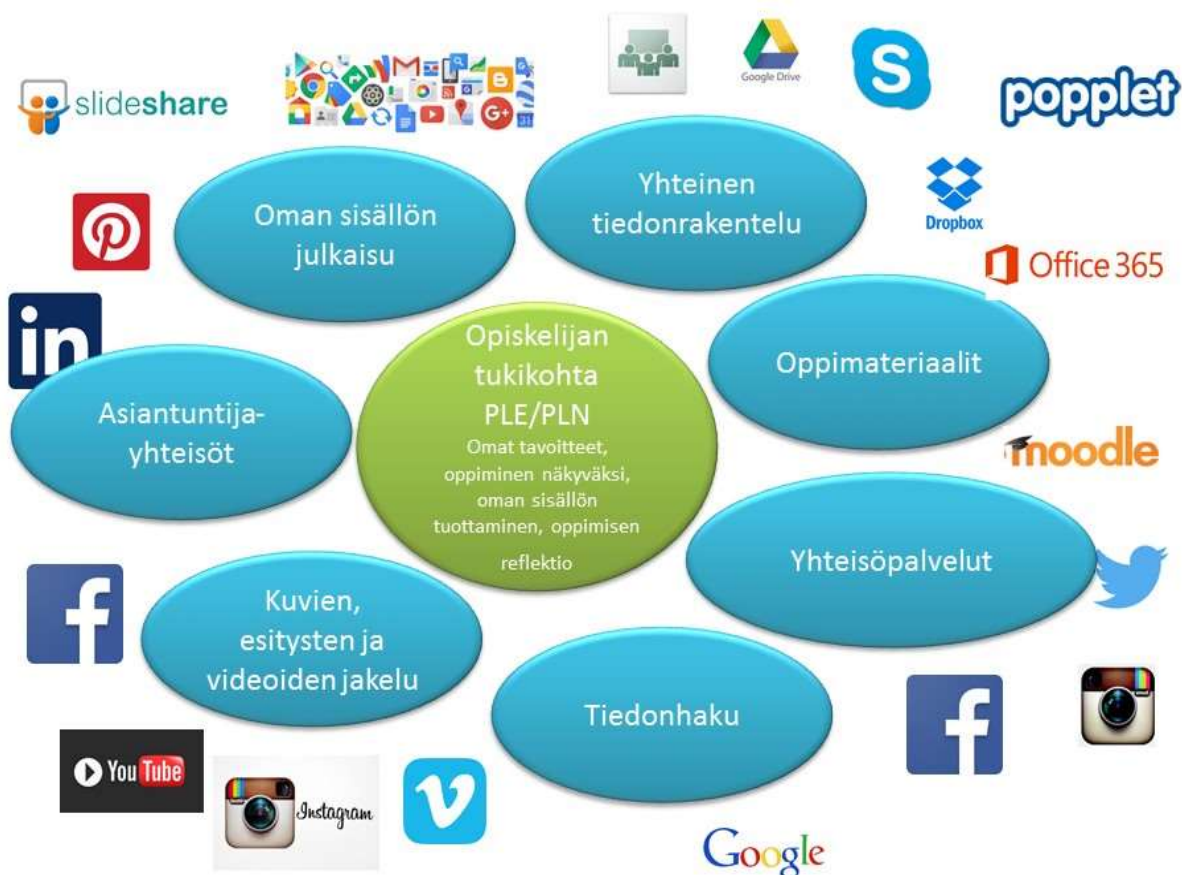 Google Drive
S
popplet
slideshare
G+
31
Dropbox
Office 365
in
Oman sisällön
julkaisu
Yhteinen
tiedonrakentelu
Oppimateriaalit
Opiskelijan
tukikohta
PLE/PLN
Omat tavoitteet,
oppiminen näkyväksi,
oman sisällön
tuottaminen, oppimisen
reflektio
Asiantuntija-
yhteisöt
moodle
Yhteisöpalvelut
f
Kuvien,
esitysten ja
videoiden jakelu
Tiedonhaku
f
You Tube
Instagram
v
Google